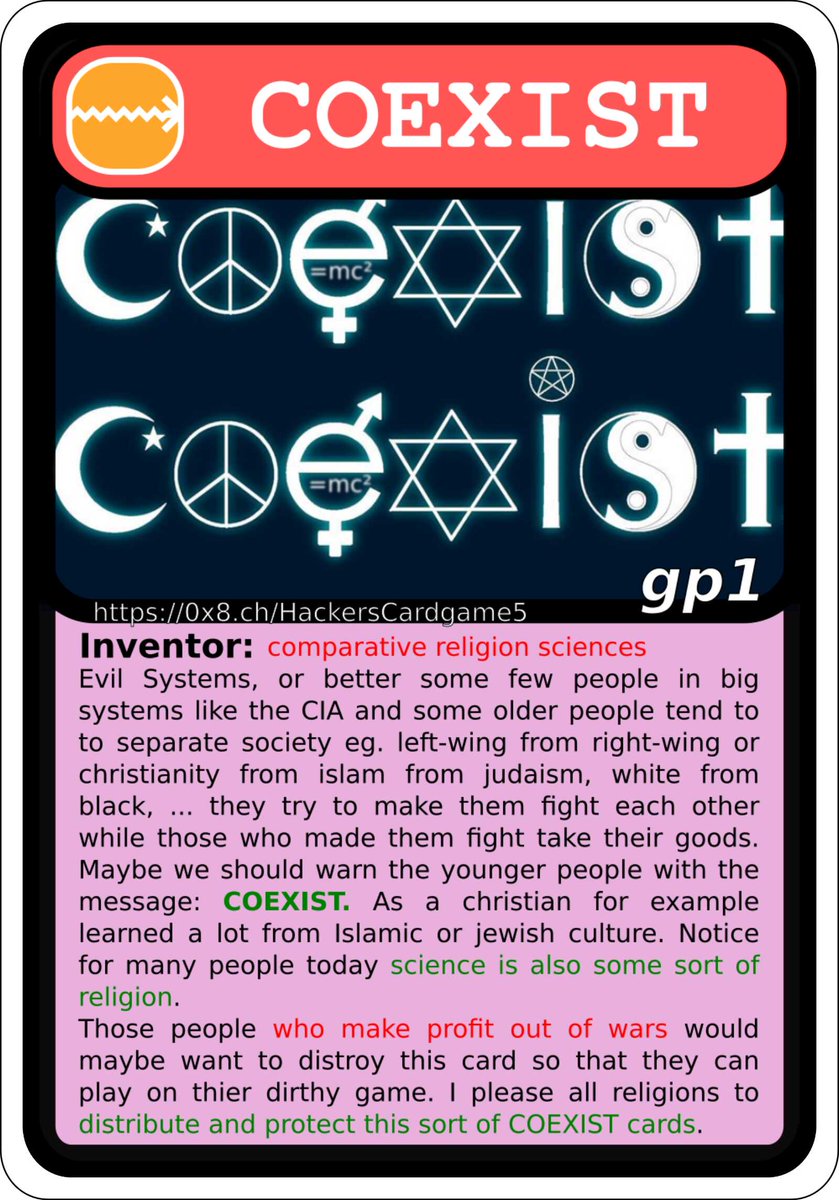 COEXIST
coexist
=mc²
coexist
=mc²
gp1
https://0x8.ch/HackersCardgame5
Inventor: comparative religion sciences
Evil Systems, or better some few people in big
systems like the CIA and some older people tend to
to separate society eg. left-wing from right-wing or
christianity from islam from judaism, white from
black, ... they try to make them fight each other
while those who made them fight take their goods.
Maybe we should warn the younger people with the
message: COEXIST. As a christian for example
learned a lot from Islamic or jewish culture. Notice
for many people today science is also some sort of
religion.
Those people who make profit out of wars would
maybe want to distroy this card so that they can
play on thier dirthy game. I please all religions to
distribute and protect this sort of COEXIST cards.